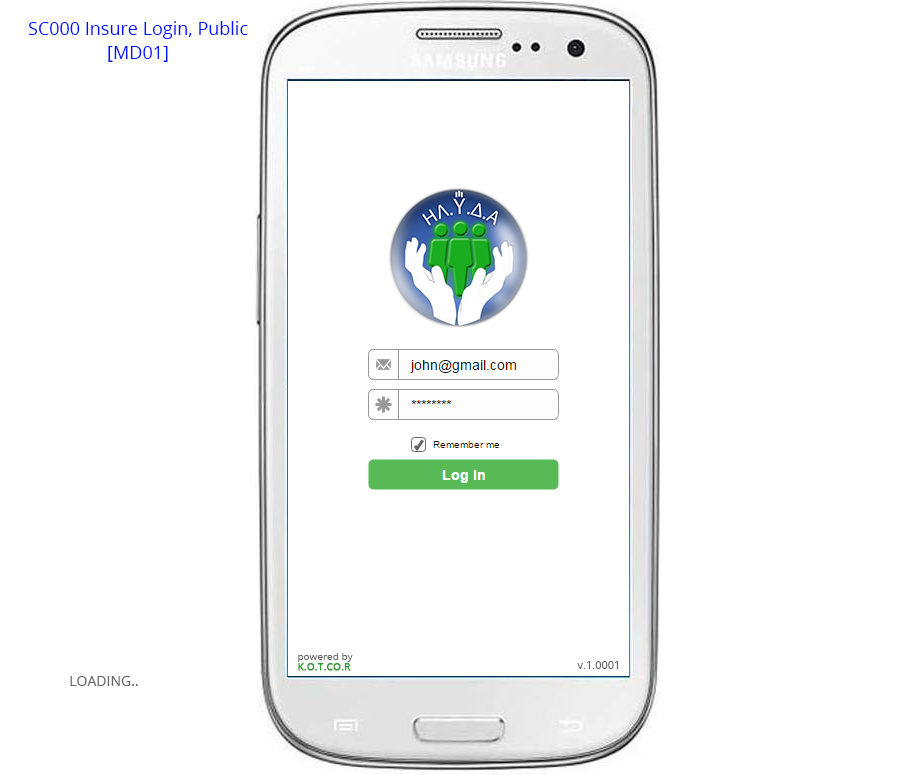 SC000 Insure Login, Public
[MD01]
SAMSUNG
ΗΛ.Υ.Δ.Α
john@gmail.com
********
Remember me
Log In
powered by
K.O.T.CO.R
v.1.0001
LOADING..